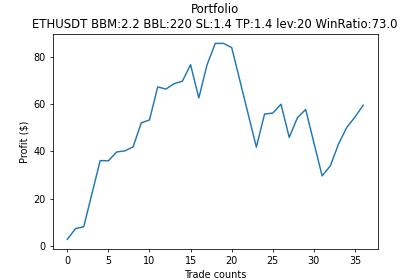 Portfolio
ETHUSDT BBM:2.2 BBL:220 SL:1.4 TP:1.4 lev:20 WinRatio:73.0
Profit ($)
80
60
40
20
0
0 5 10 15 20 25 30 35
Trade counts